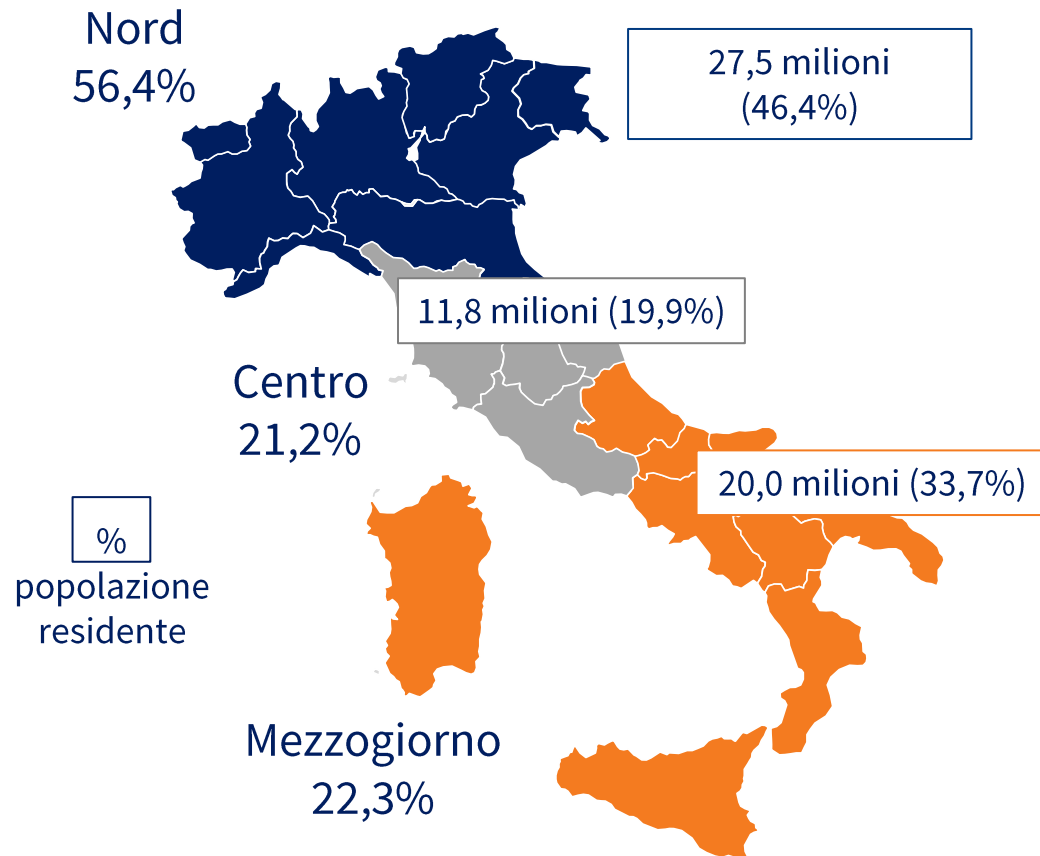 Nord
56,4%
27,5 milioni
(46,4%)
11,8 milioni (19,9%)
Centro
21,2%
20,0 milioni (33,7%)
%
popolazione
residente
Mezzogiorno
22,3%